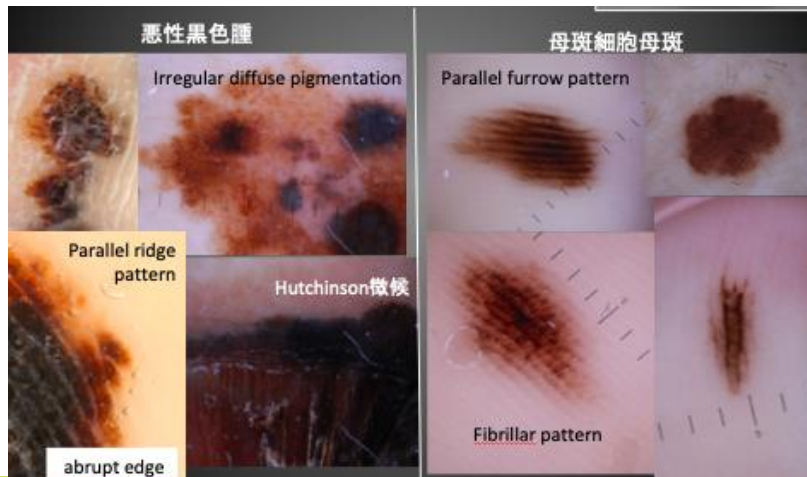 悪性黒色腫
Irregular diffuse pigmentation
Parallel ridge
pattern
Hutchinson徴候
abrupt edge
母斑細胞母斑
Parallel furrow pattern
Fibrillar pattern